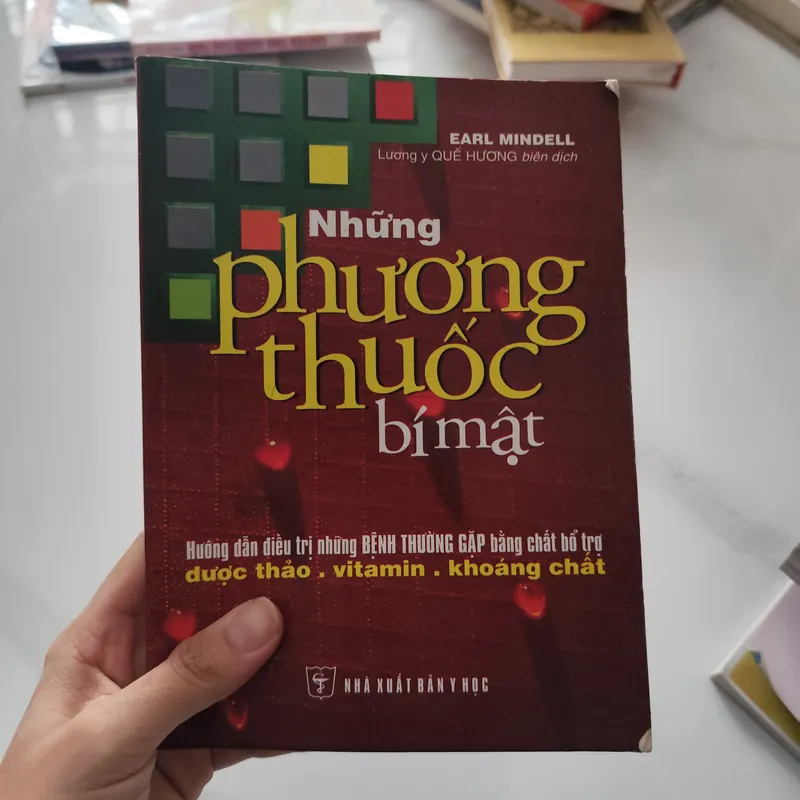 EARL MINDELL
Lương y QUẾ HƯƠNG biên dịch
Những
phương
thuốc
bí mật
Hướng dẫn điều trị những BỆNH THƯỜNG GẶP bằng chất bổ trợ
dược thảo . vitamin . khoáng chất
NHÀ XUẤT BẢN Y HỌC